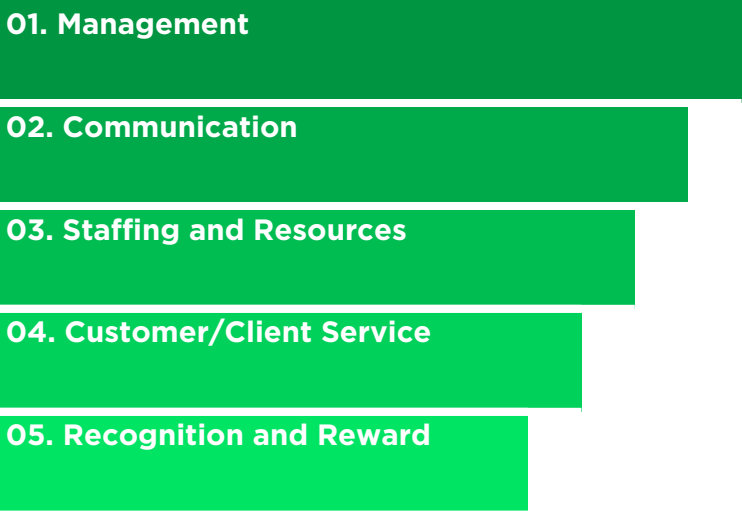 01. Management
02. Communication
03. Staffing and Resources
04. Customer/Client Service
05. Recognition and Reward